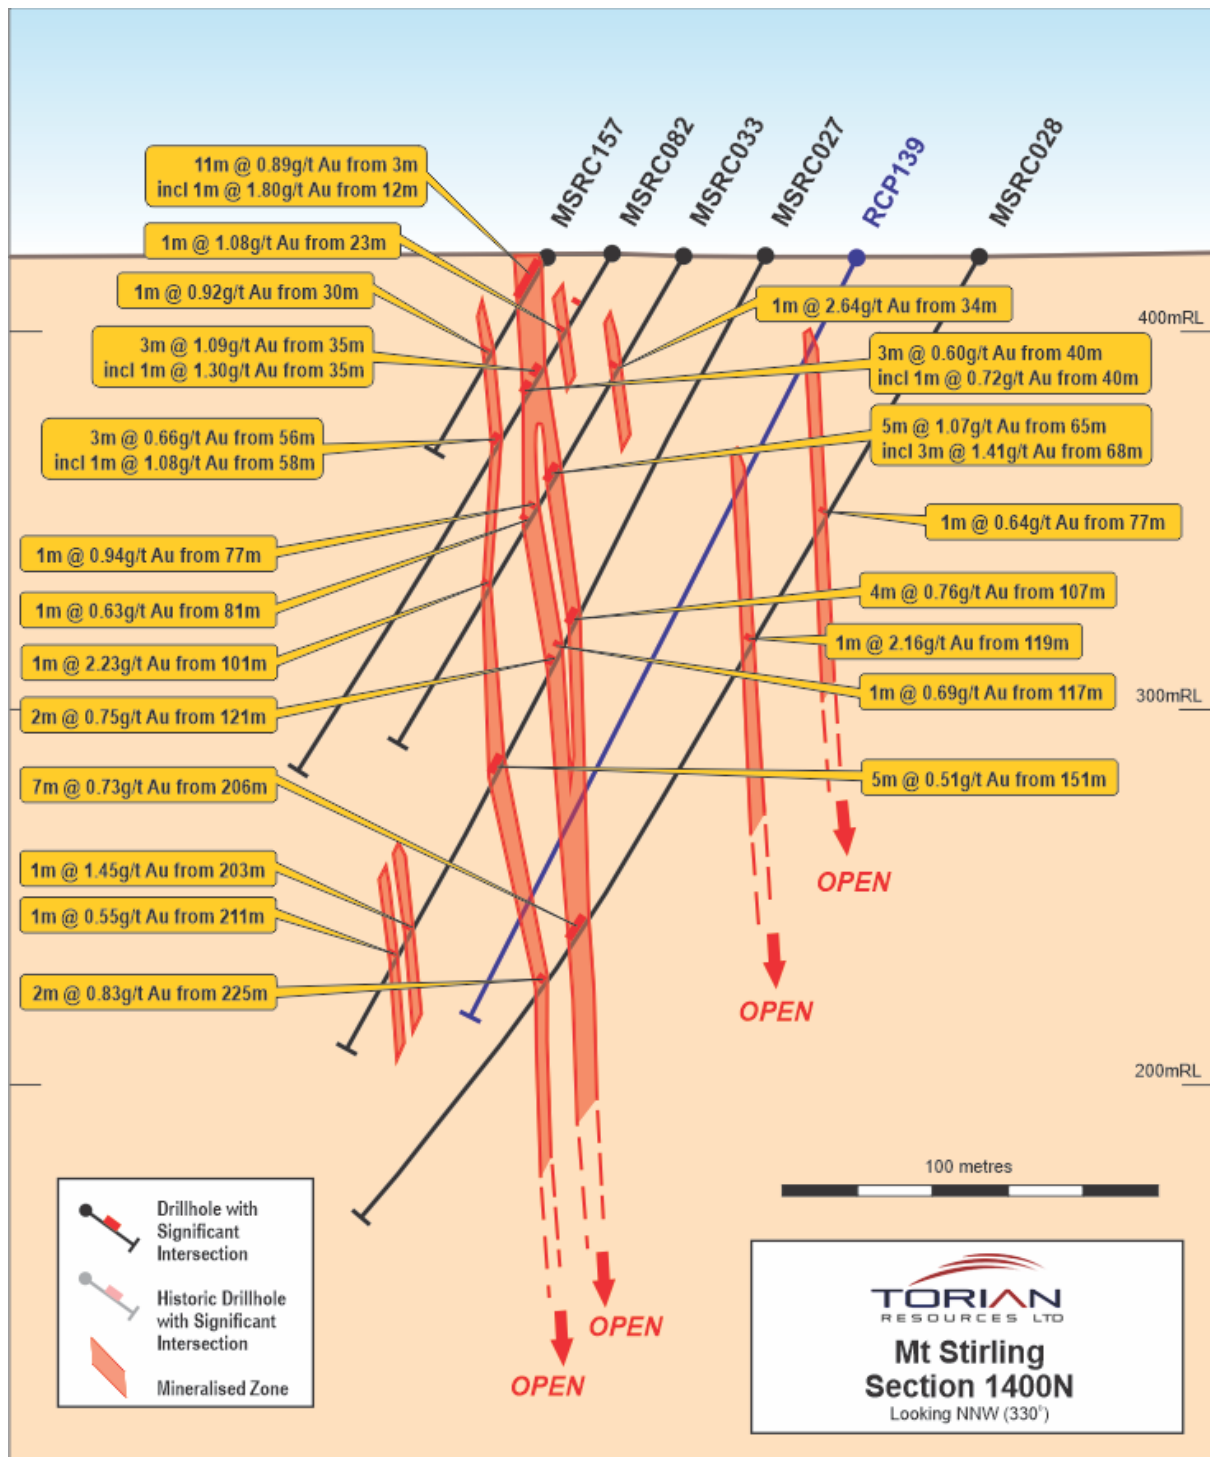 MSRC157
MSRC082
MSRC033
MSRC027
RCP139
MSRC028
11m @ 0.89g/t Au from 3m
incl 1m @ 1.80g/t Au from 12m
1m @ 1.08g/t Au from 23m
1m @ 0.92g/t Au from 30m
3m @ 1.09g/t Au from 35m
incl 1m @ 1.30g/t Au from 35m
3m @ 0.66g/t Au from 56m
incl 1m @ 1.08g/t Au from 58m
1m @ 0.94g/t Au from 77m
1m @ 0.63g/t Au from 81m
1m @ 2.23g/t Au from 101m
2m @ 0.75g/t Au from 121m
7m @ 0.73g/t Au from 206m
1m @ 1.45g/t Au from 203m
1m @ 0.55g/t Au from 211m
2m @ 0.83g/t Au from 225m
1m @ 2.64g/t Au from 34m
400mRL
3m @ 0.60g/t Au from 40m
incl 1m @ 0.72g/t Au from 40m
5m @ 1.07g/t Au from 65m
incl 3m @ 1.41g/t Au from 68m
1m @ 0.64g/t Au from 77m
4m @ 0.76g/t Au from 107m
1m @ 2.16g/t Au from 119m
1m @ 0.69g/t Au from 117m
300mRL
5m @ 0.51g/t Au from 151m
OPEN
OPEN
200mRL
OPEN
OPEN
100 metres
Drillhole with
Significant
Intersection
Historic Drillhole
with Significant
Intersection
Mineralised Zone
TORIAN
RESOURCES LTD
Mt Stirling
Section 1400N
Looking NNW (330°)